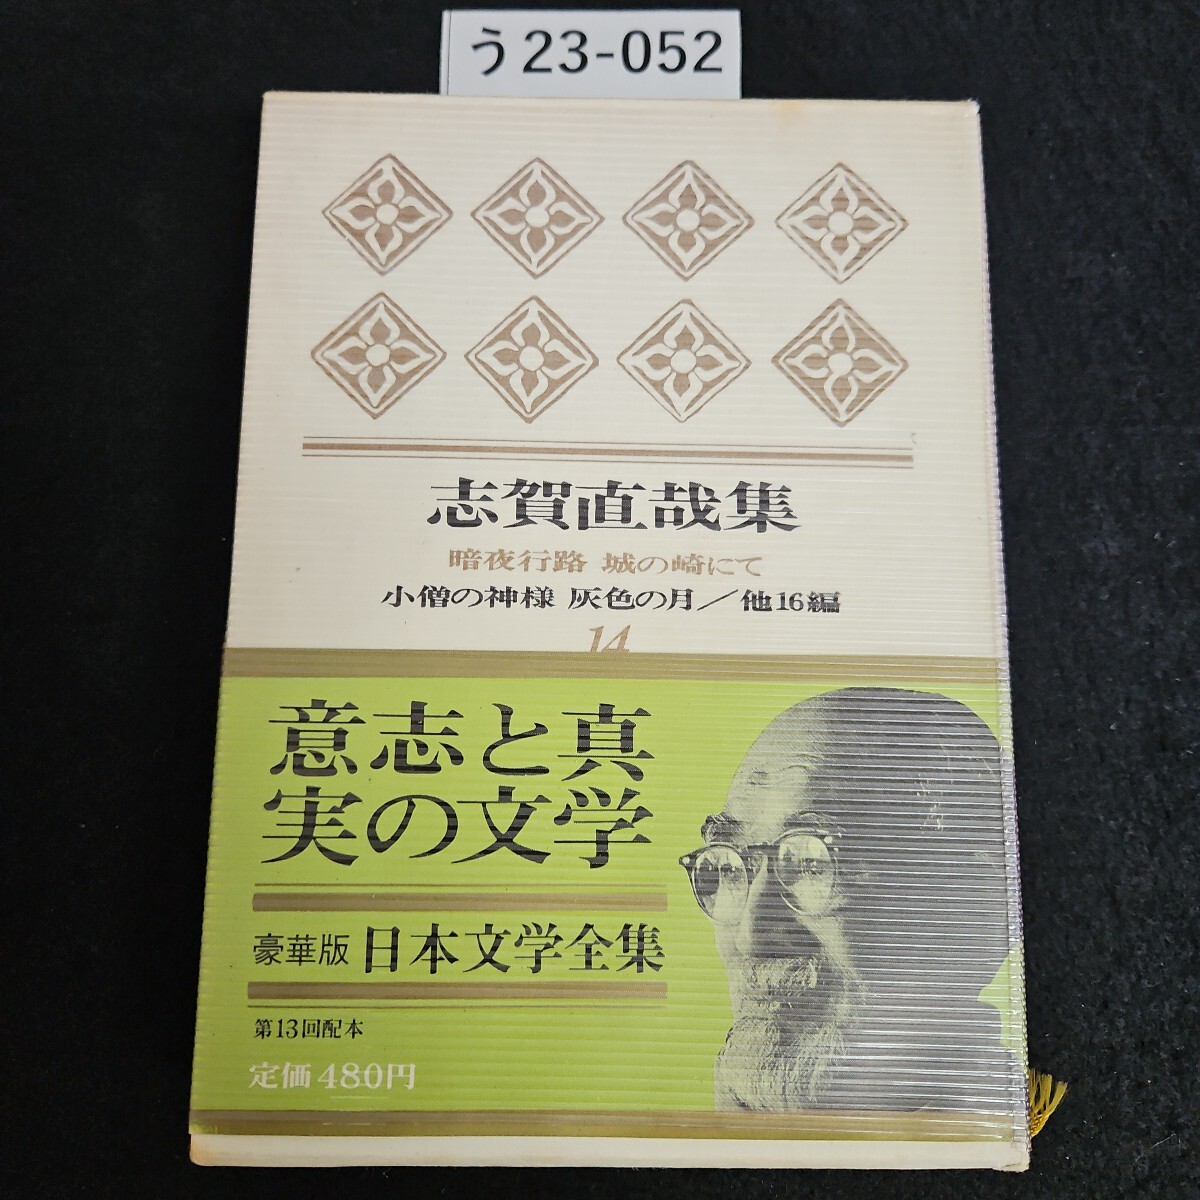 う23-052
志賀直哉集
暗夜行路 城の崎にて
小僧の神様 灰色の月／他16編
14
意志と真
実の文学
豪華版 日本文学全集
第13回配本
定価 480円